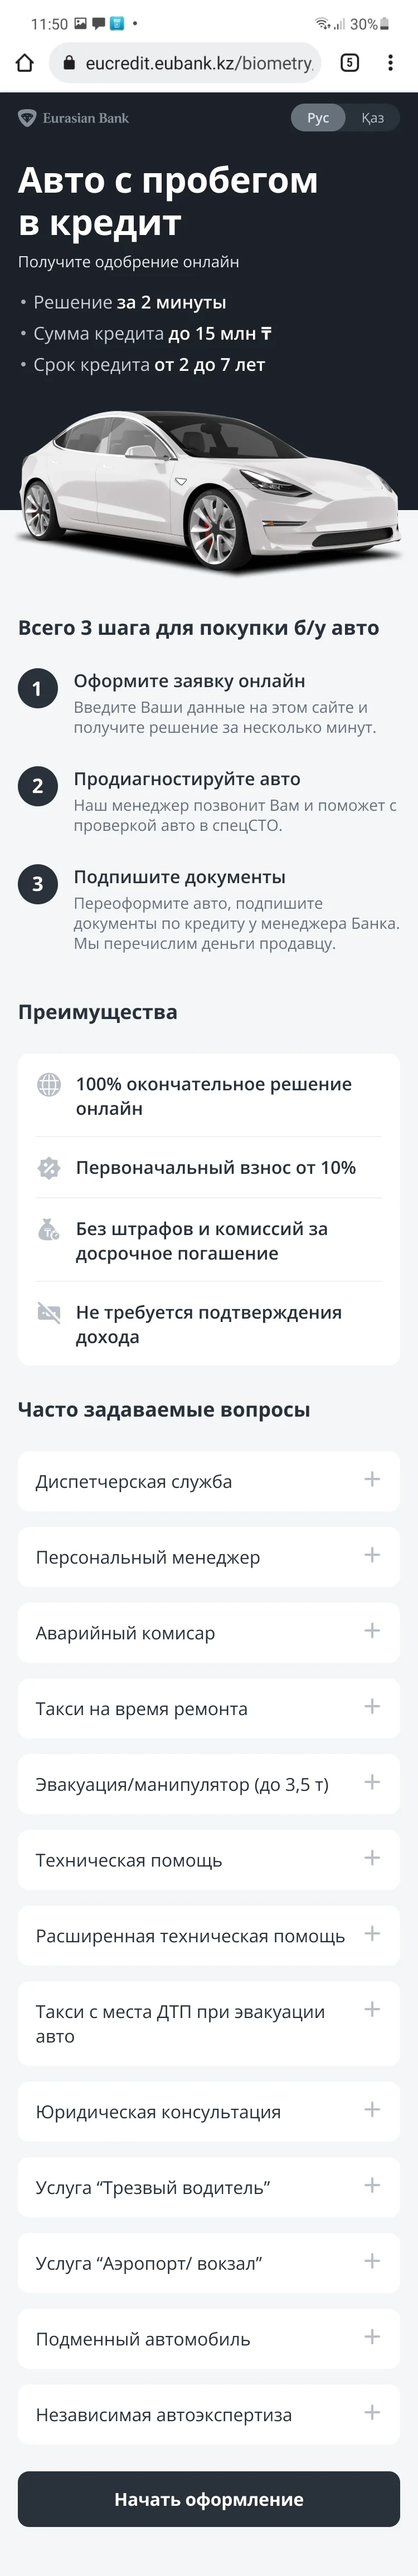 11:50
30%
eucredit.eubank.kz/biometry
5
Eurasian Bank
Рус
Қаз
Авто с пробегом
в кредит
Получите одобрение онлайн
• Решение за 2 минуты
• Сумма кредита до 15 млн ₸
• Срок кредита от 2 до 7 лет
Всего 3 шага для покупки б/у авто
1
Оформите заявку онлайн
Введите Ваши данные на этом сайте и
получите решение за несколько минут.
2
Продиагностируйте авто
Наш менеджер позвонит Вам и поможет с
проверкой авто в спецСТО.
3
Подпишите документы
Переоформите авто, подпишите
документы по кредиту у менеджера Банка.
Мы перечислим деньги продавцу.
Преимущества
100% окончательное решение
онлайн
Первоначальный взнос от 10%
Без штрафов и комиссий за
досрочное погашение
Не требуется подтверждения
дохода
Часто задаваемые вопросы
Диспетчерская служба
Персональный менеджер
Аварийный комисар
Такси на время ремонта
Эвакуация/манипулятор (до 3,5 т)
Техническая помощь
Расширенная техническая помощь
Такси с места ДТП при эвакуации
авто
Юридическая консультация
Услуга “Трезвый водитель”
Услуга “Аэропорт/ вокзал”
Подменный автомобиль
Независимая автоэкспертиза
Начать оформление